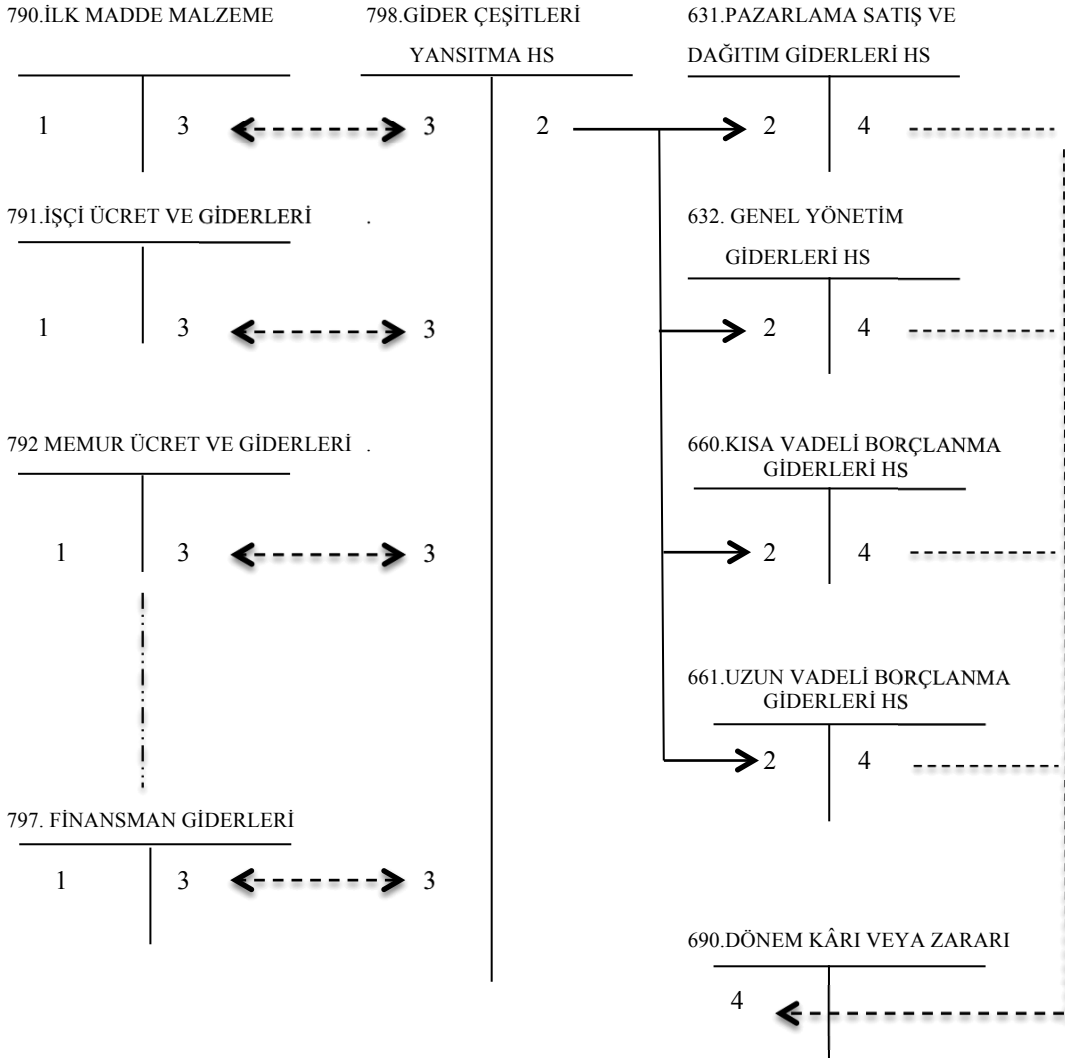 790.İLK MADDE MALZEME
798.GİDER ÇEŞİTLERİ
YANSITMA HS
631.PAZARLAMA SATIŞ VE
DAĞITIM GİDERLERİ HS
1 3 3 2 2 4
791.İŞÇİ ÜCRET VE GİDERLERİ .
632. GENEL YÖNETİM
GİDERLERİ HS
1 3 3 2 4
792 MEMUR ÜCRET VE GİDERLERİ .
660.KISA VADELİ BORÇLANMA
GİDERLERİ HS
1 3 3 2 4
661.UZUN VADELİ BORÇLANMA
GİDERLERİ HS
2 4
797. FİNANSMAN GİDERLERİ
1 3 3
690.DÖNEM KÂRI VEYA ZARARI
4